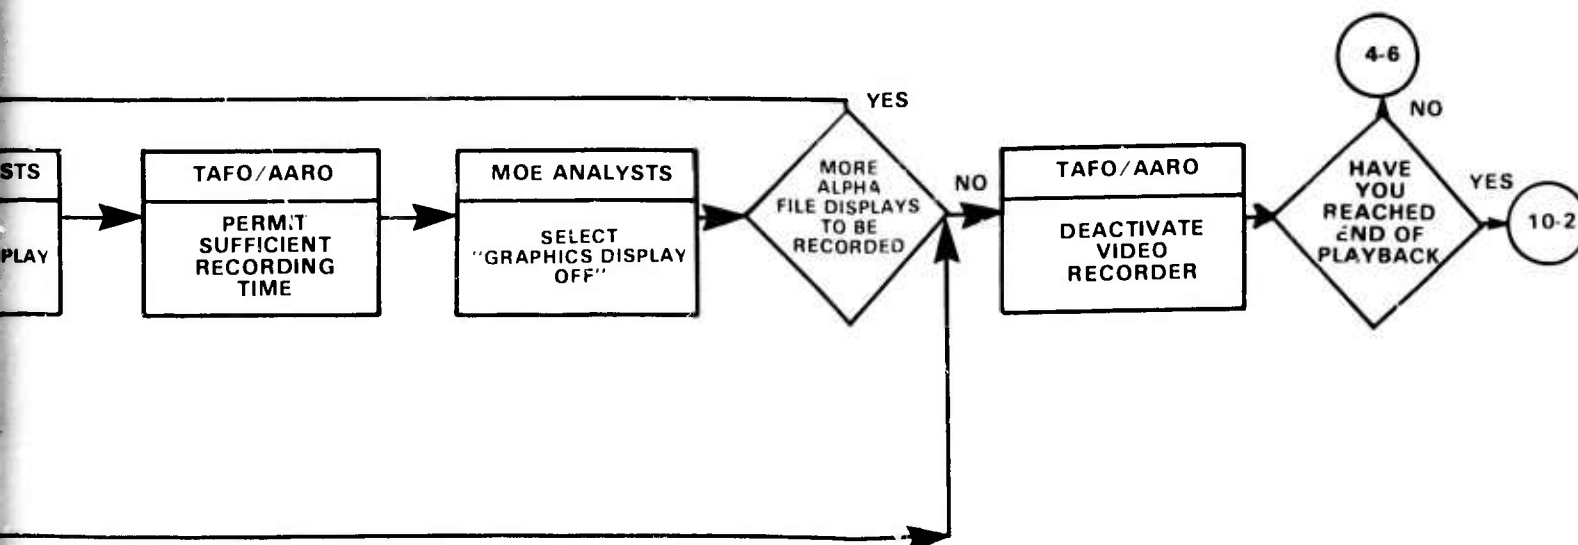 STS
PLAY
TAFO/AARO
PERMIT
SUFFICIENT
RECORDING
TIME
MOE ANALYSTS
SELECT
"GRAPHICS DISPLAY
OFF"
YES
MORE
ALPHA
FILE DISPLAYS
TO BE
RECORDED
NO
TAFO/AARO
DEACTIVATE
VIDEO
RECORDER
4-6
NO
HAVE
YOU
REACHED
END OF
PLAYBACK
YES
10-2